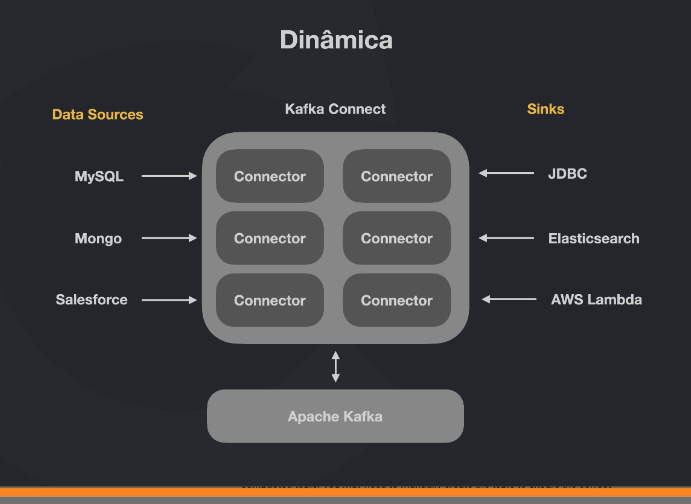 Dinâmica
Data Sources
Kafka Connect
Sinks
MySQL
Connector
Connector
JDBC
Mongo
Connector
Connector
Elasticsearch
Salesforce
Connector
Connector
AWS Lambda
Apache Kafka